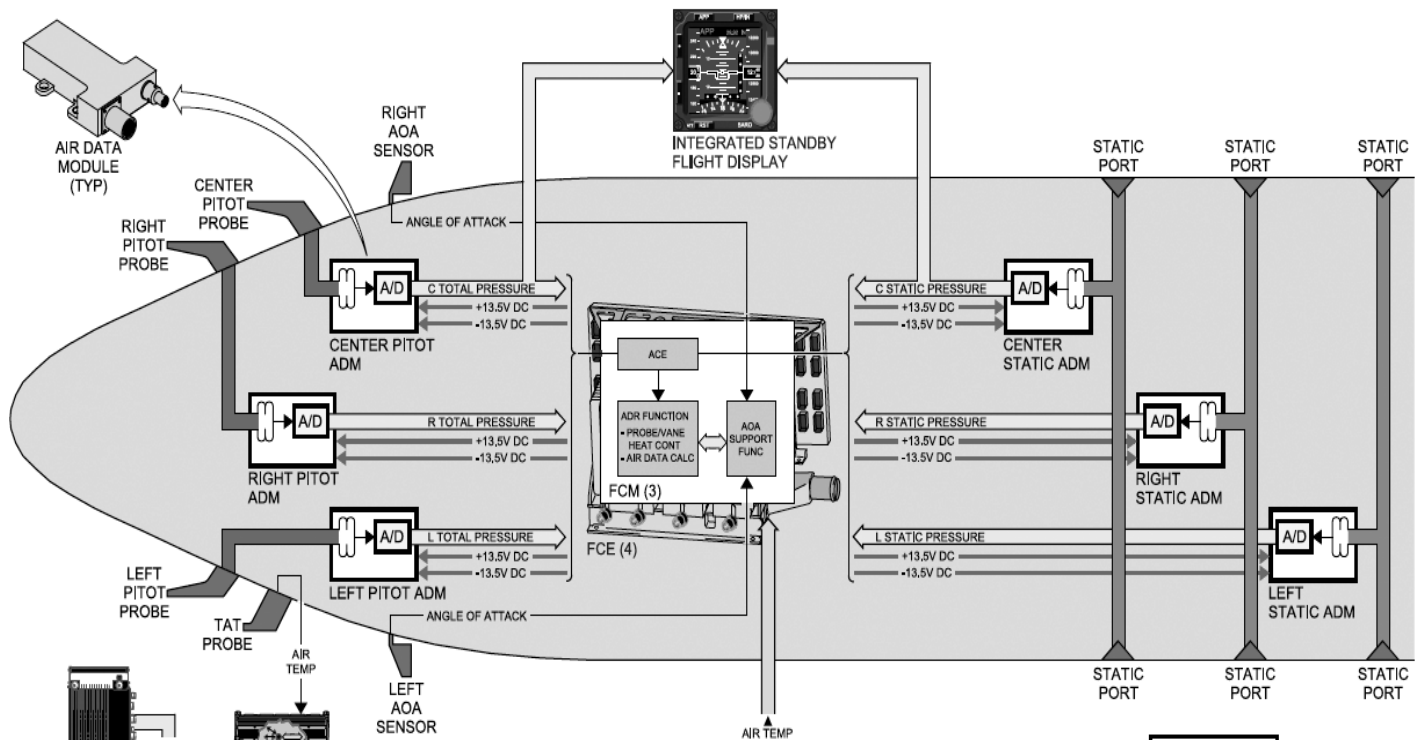 AIR DATA
MODULE
(TYP)
RIGHT
AOA
SENSOR
CENTER
PITOT
PROBE
RIGHT
PITOT
PROBE
APP
HP/IN
APP
INTEGRATED STANDBY
FLIGHT DISPLAY
STATIC
PORT
STATIC
PORT
STATIC
PORT
ANGLE OF ATTACK
A/D
C TOTAL PRESSURE
+13.5V DC
-13.5V DC
CENTER PITOT
ADM
C STATIC PRESSURE
+13.5V DC
-13.5V DC
A/D
CENTER
STATIC ADM
ACE
ADR FUNCTION
- PROBE/VANE
HEAT CONT
- AIR DATA CALC
AOA
SUPPORT
FUNC
FCM (3)
FCE (4)
A/D
R TOTAL PRESSURE
+13.5V DC
-13.5V DC
RIGHT PITOT
ADM
R STATIC PRESSURE
+13.5V DC
-13.5V DC
A/D
RIGHT
STATIC ADM
A/D
L TOTAL PRESSURE
+13.5V DC
-13.5V DC
LEFT PITOT ADM
L STATIC PRESSURE
+13.5V DC
-13.5V DC
A/D
LEFT
STATIC ADM
LEFT
PITOT
PROBE
TAT
PROBE
AIR
TEMP
ANGLE OF ATTACK
LEFT
AOA
SENSOR
AIR TEMP
STATIC
PORT
STATIC
PORT
STATIC
PORT